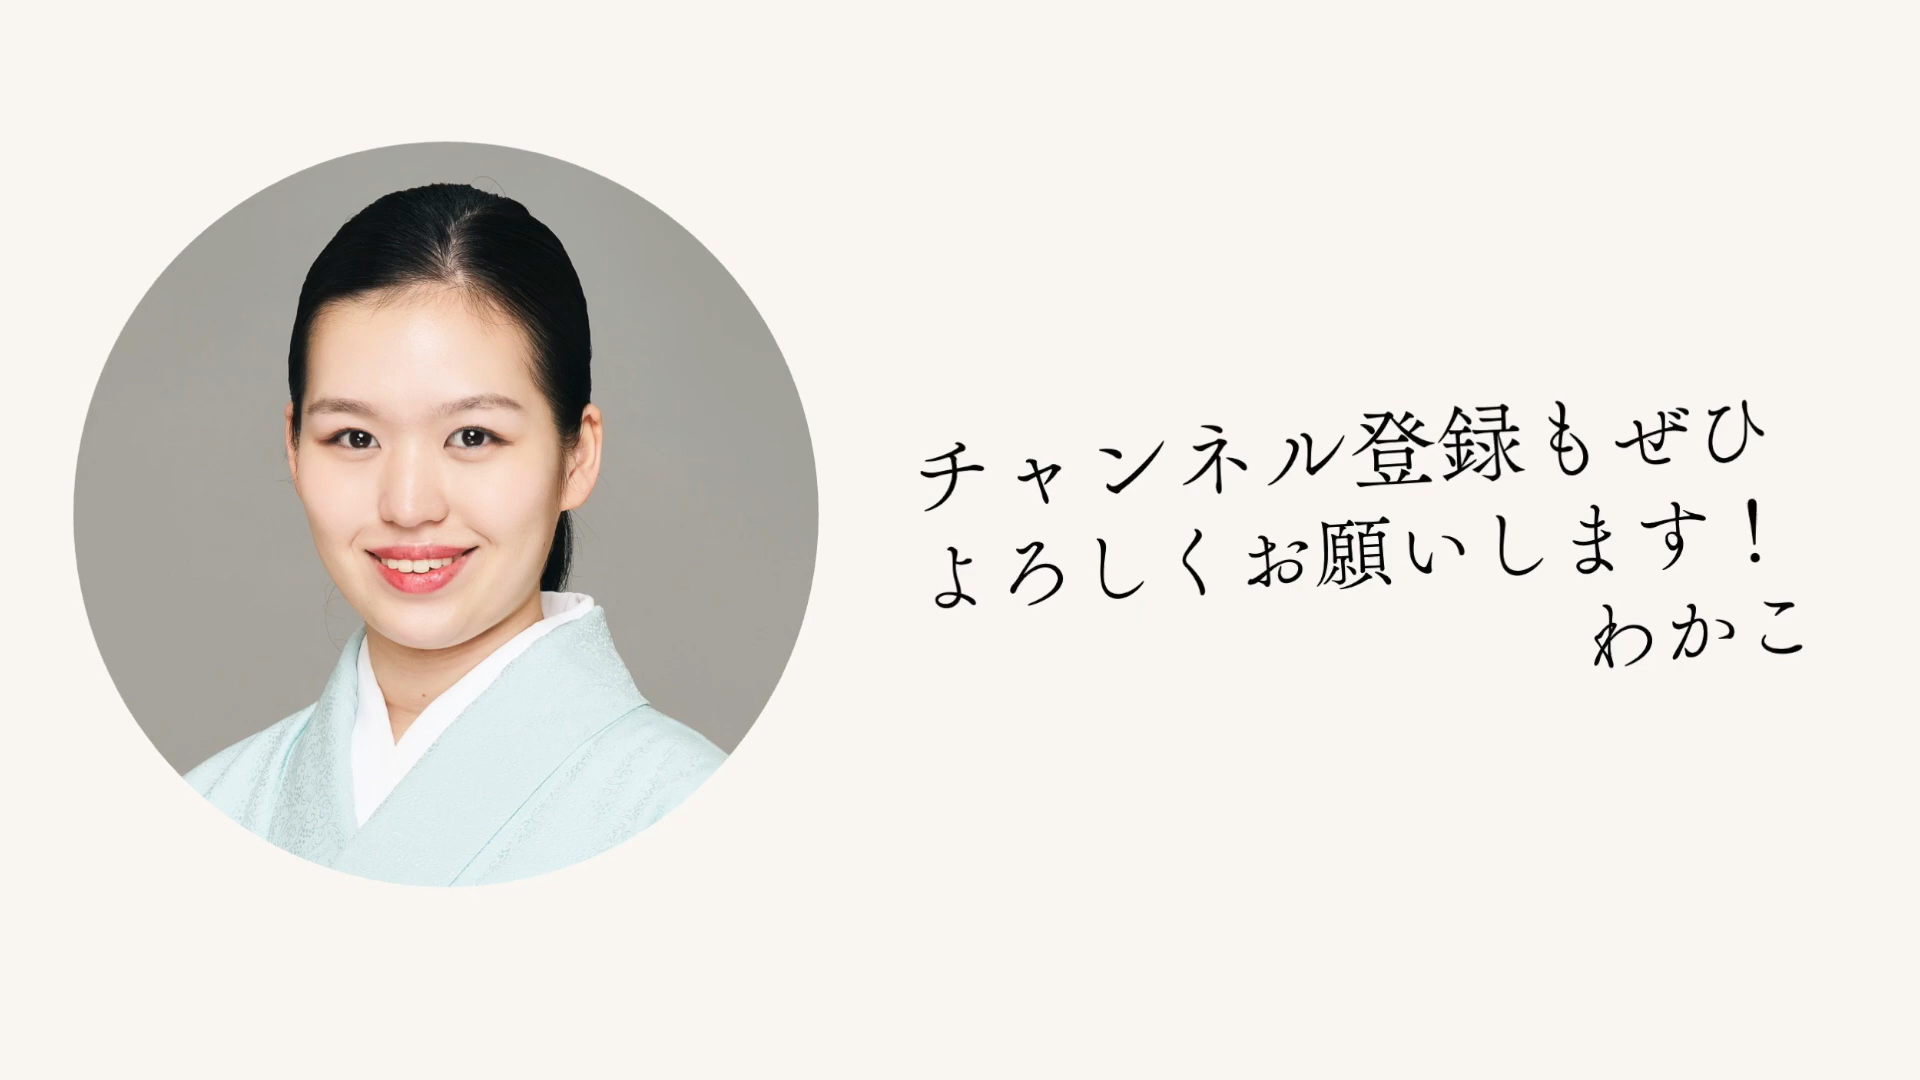 チャンネル登録もぜひ
よろしくお願いします！
わかこ